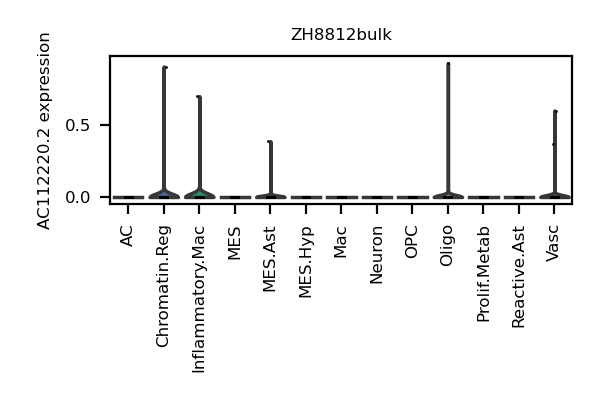 ZH8812bulk
AC112220.2 expression
0.5
0.0
AC
Chromatin.Reg
Inflammatory.Mac
MES
MES.Ast
MES.Hyp
Mac
Neuron
OPC
Oligo
Prolif.Metab
Reactive.Ast
Vasc